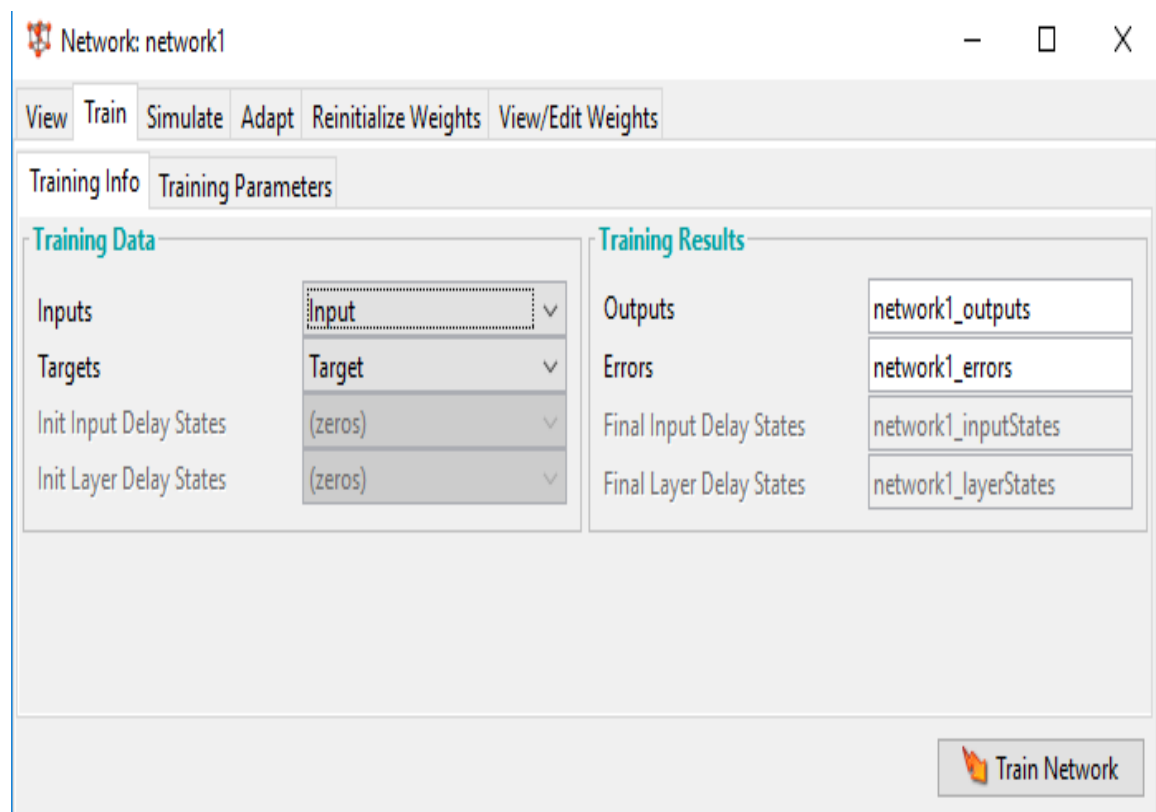 Network: network1
View Train Simulate Adapt Reinitialize Weights View/Edit Weights
Training Info Training Parameters
Training Data
Inputs Input
Targets Target
Init Input Delay States (zeros)
Init Layer Delay States (zeros)
Training Results
Outputs network1_outputs
Errors network1_errors
Final Input Delay States network1_inputStates
Final Layer Delay States network1_layerStates
Train Network